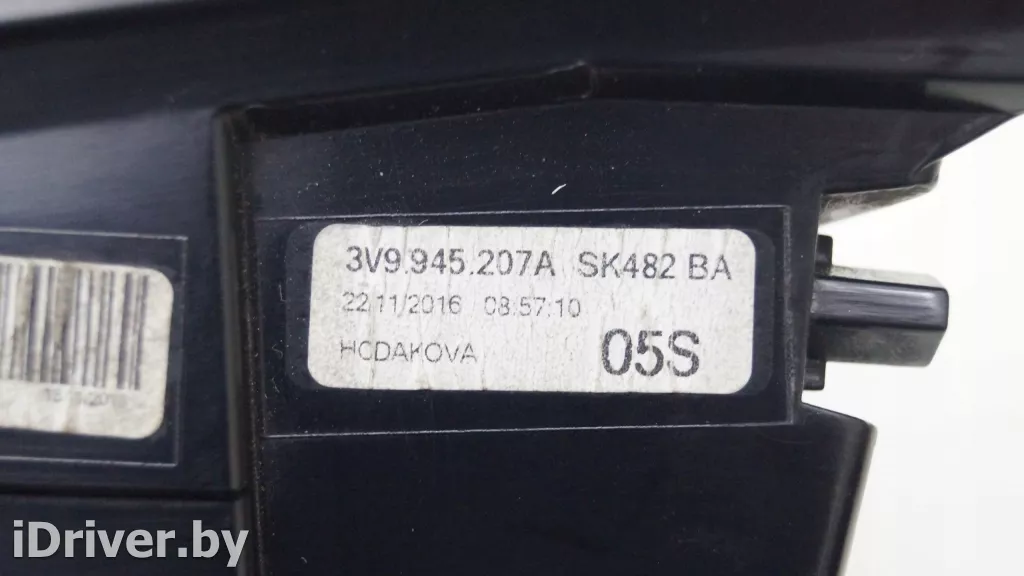 3V9.945.207A SK482 BA
22/11/2016 08:57:10
HODAKOVA 05S
iDriver.by